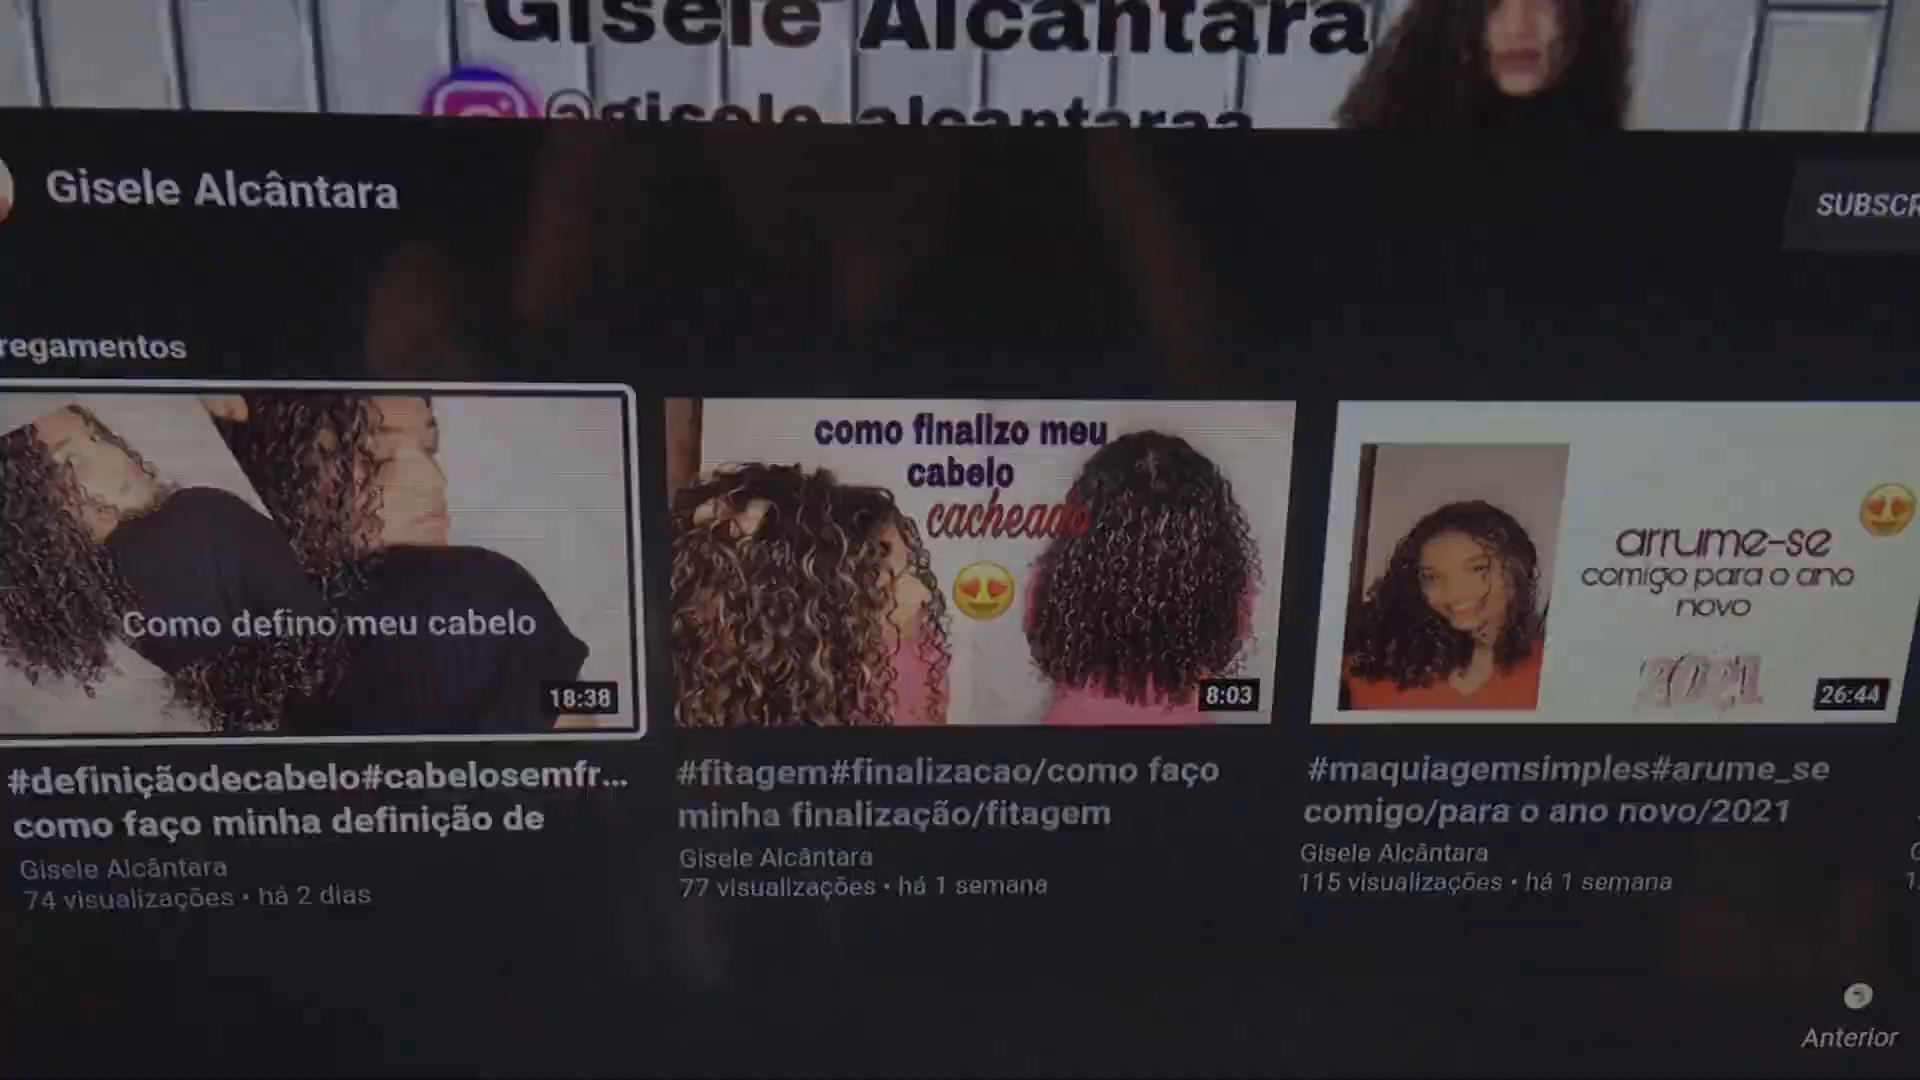 Gisele Alcântara
@gisele_alcantaraa
Gisele Alcântara
SUBSCR
regamentos
Como defino meu cabelo
18:38
como finalizo meu
cabelo
cacheado
8:03
arrume-se
comigo para o ano
novo
2021
26:44
#definiçãodecabelo#cabelosemfr...
como faço minha definição de
Gisele Alcântara
74 visualizações • há 2 dias
#fitagem#finalizacao/como faço
minha finalização/fitagem
Gisele Alcântara
77 visualizações • há 1 semana
#maquiagemsimples#arume_se
comigo/para o ano novo/2021
Gisele Alcântara
115 visualizações • há 1 semana
Anterior